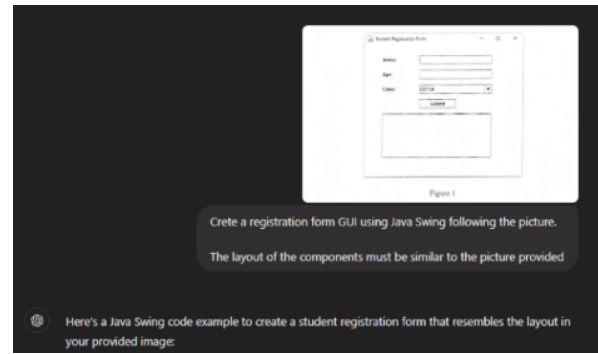 Student Registration Form
Name:
Age:
Class:
Submit
Figure 1
Crete a registration form GUI using Java Swing following the picture.
The layout of the components must be similar to the picture provided
Here's a Java Swing code example to create a student registration form that resembles the layout in
your provided image: